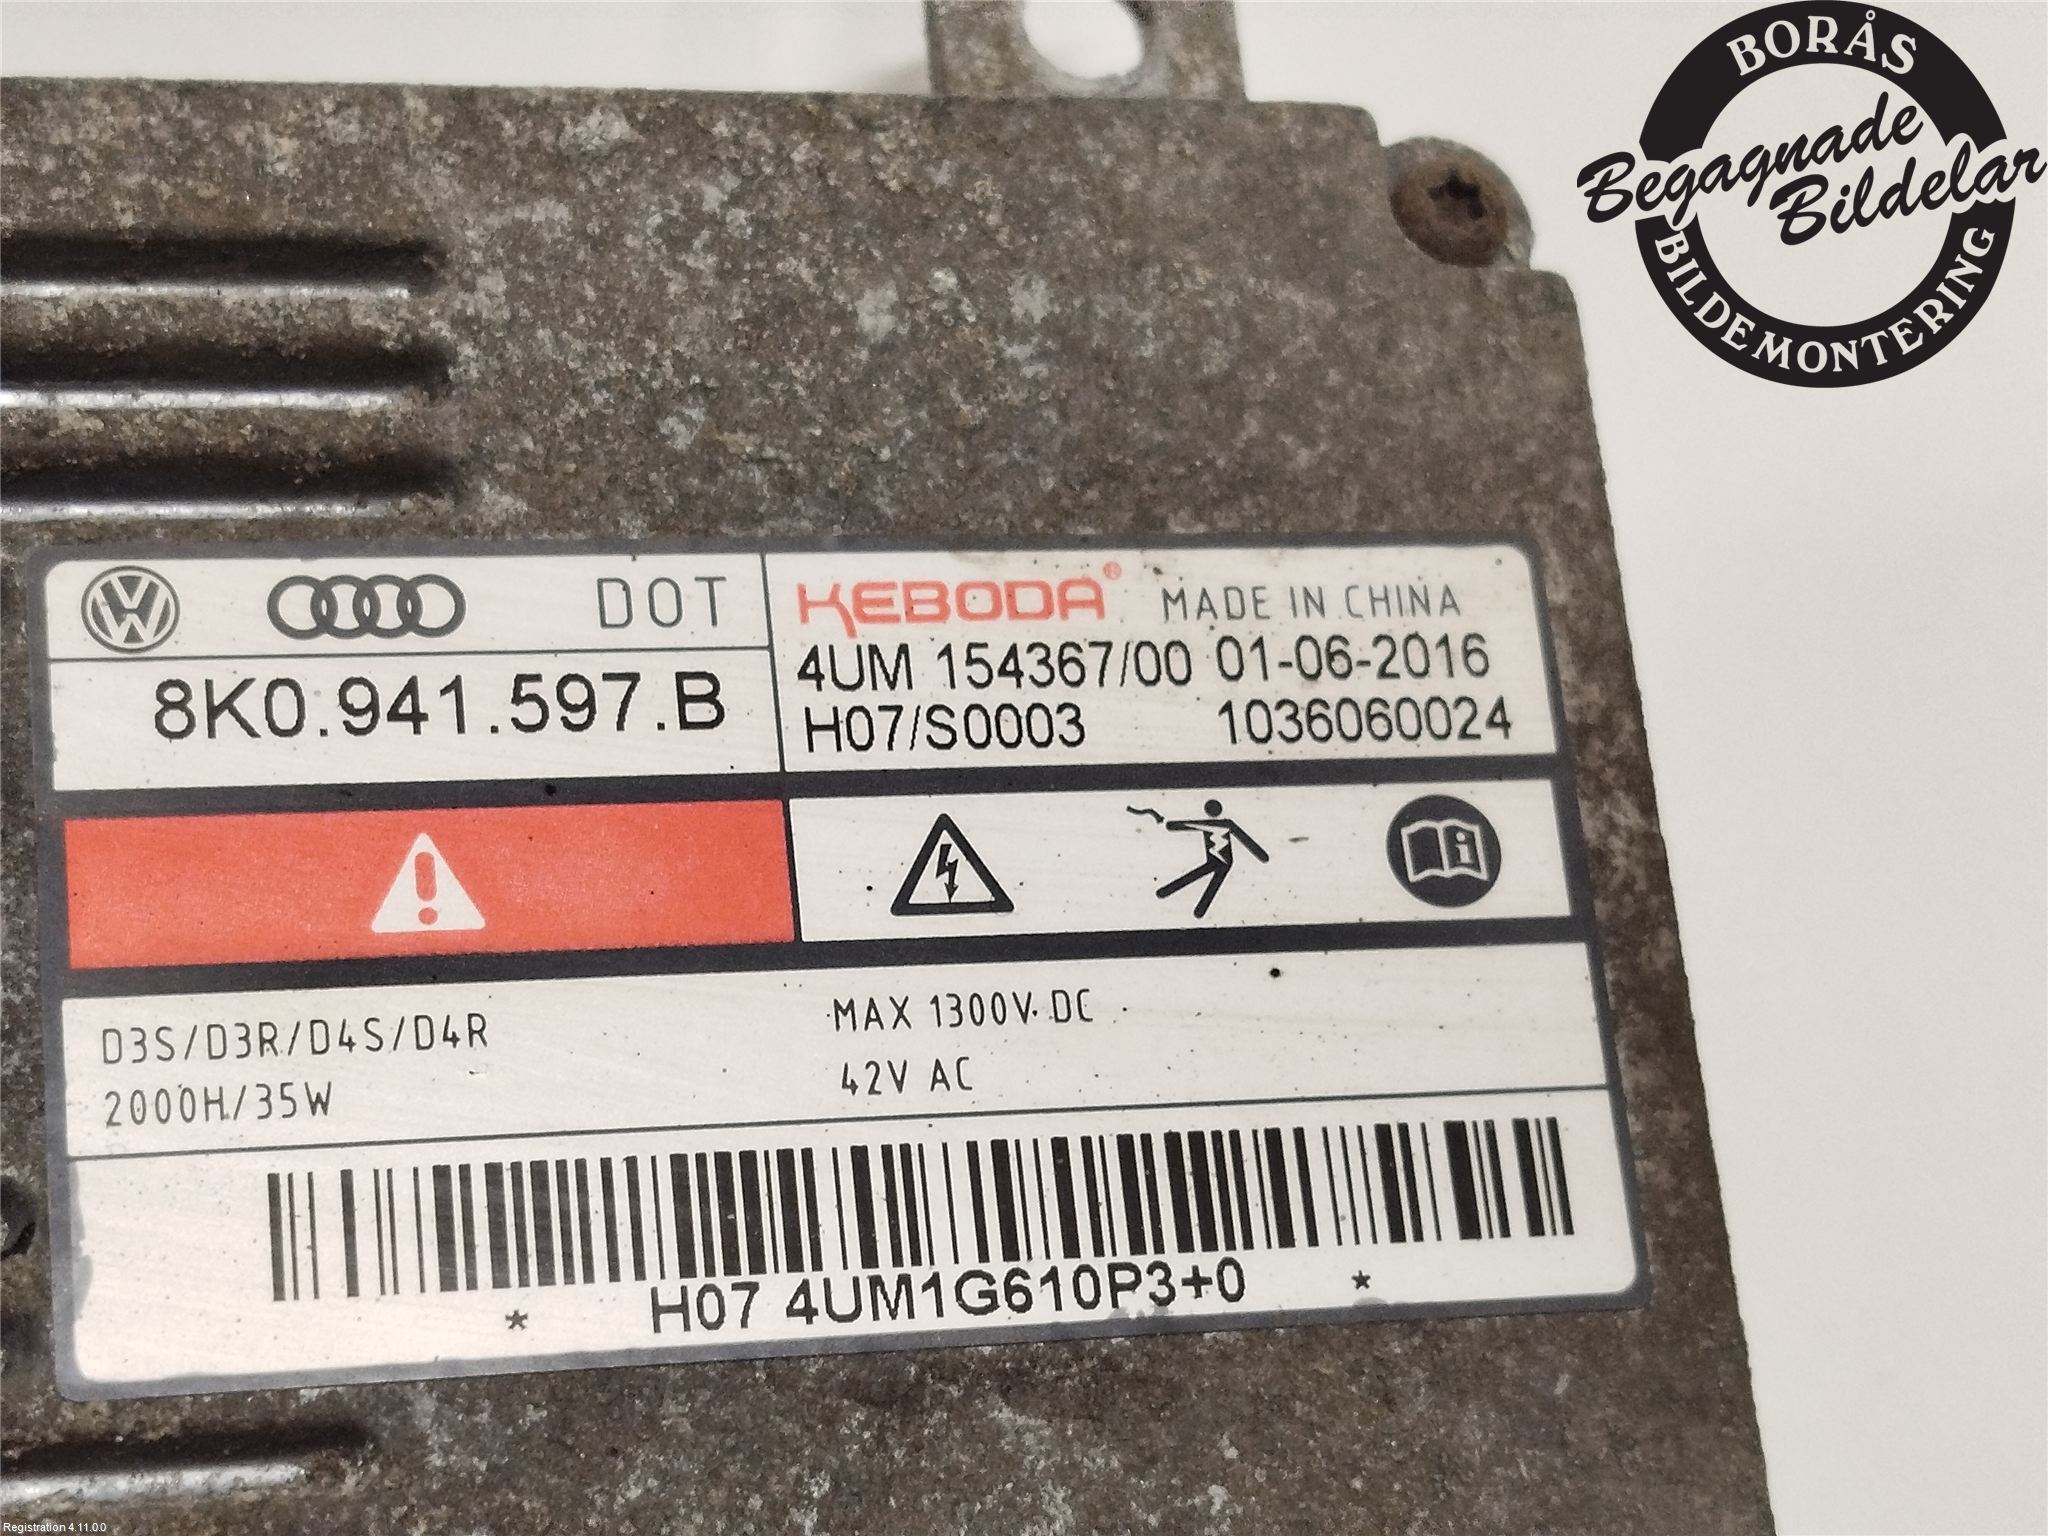 BORÅS
Begagnade
Bildelar
BILDEMONTERING
DOT
8K0.941.597.B
KEBODA® MADE IN CHINA
4UM 154367/00 01-06-2016
H07/S0003 1036060024
D3S/D3R/D4S/D4R
2000H/35W
MAX 1300V DC
42V AC
* H07 4UM1G610P3+0 *
Registration 4.11.0.0